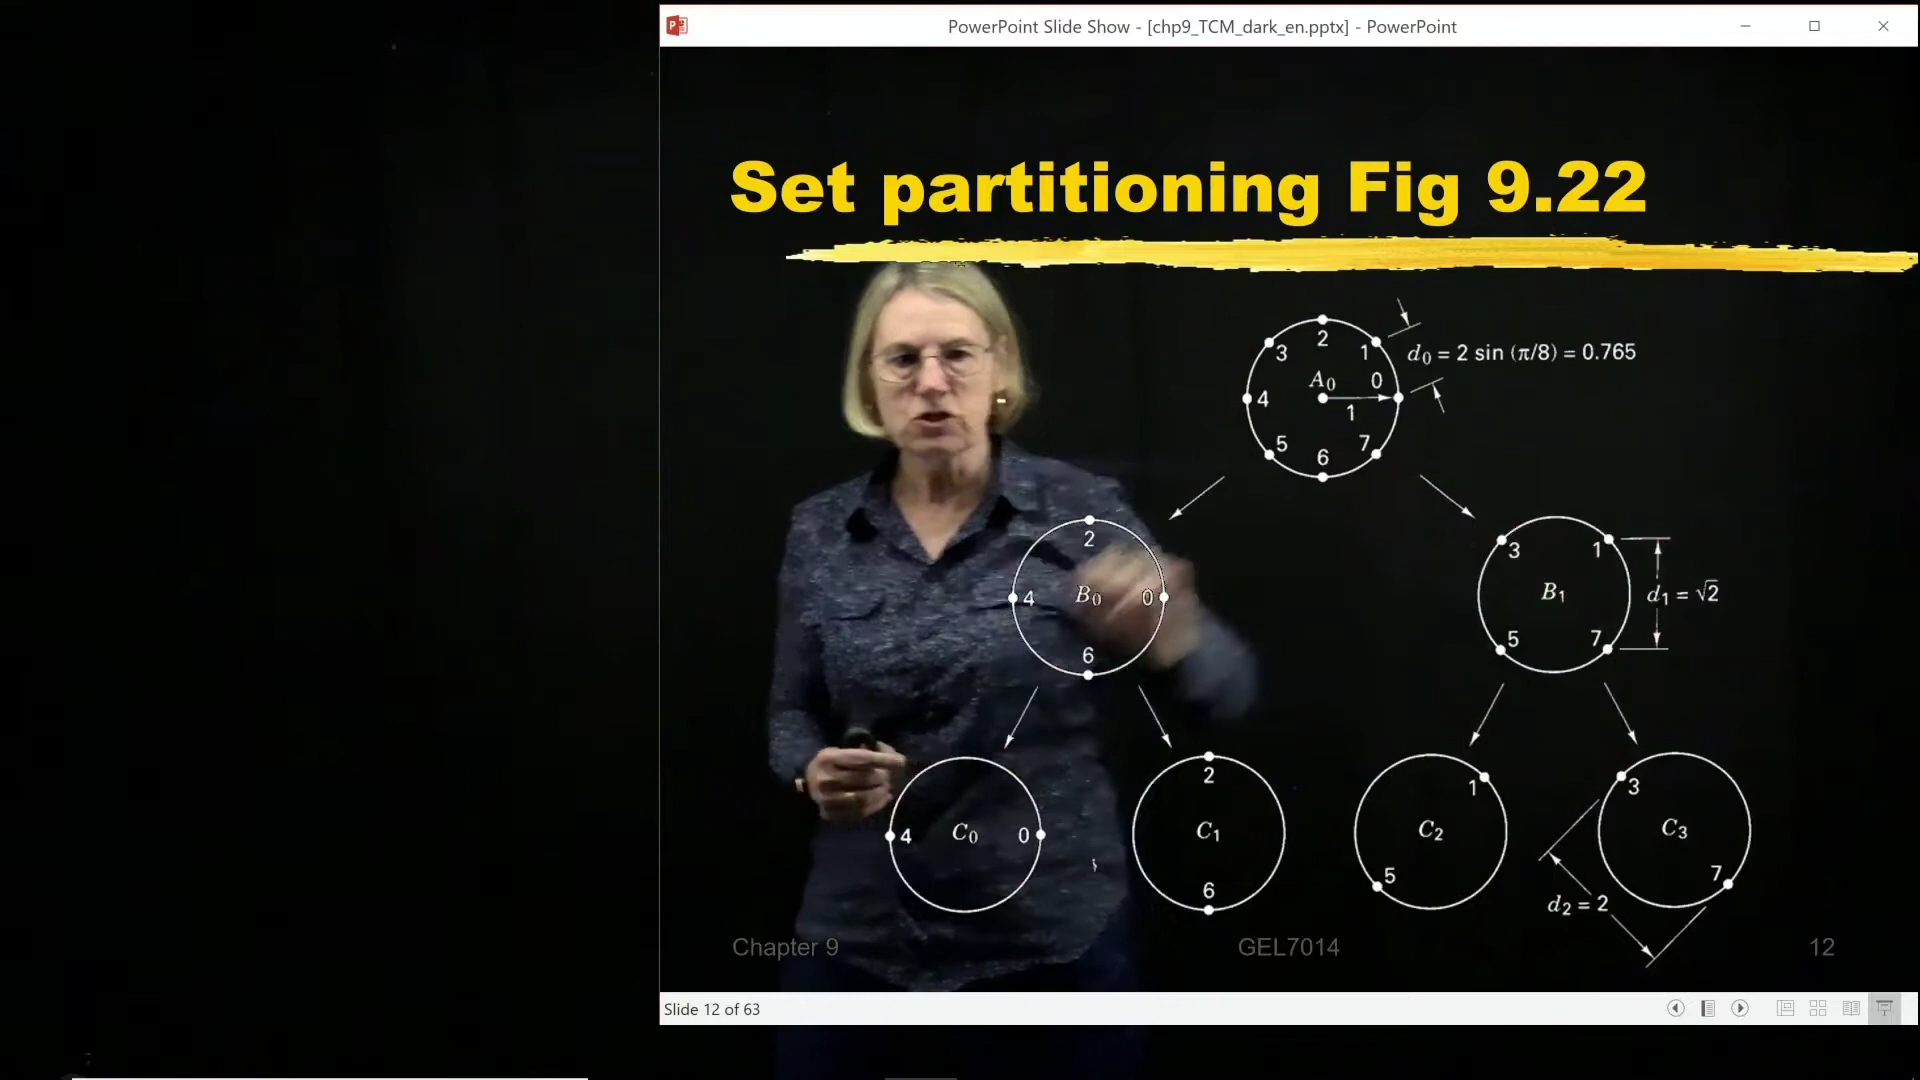 PowerPoint Slide Show - [chp9_TCM_dark_en.pptx] - PowerPoint
Set partitioning Fig 9.22
2
3
1
d₀ = 2 sin (π/8) = 0.765
A₀
0
4
1
5
6
7
2
4
B₀
0
6
3
1
B₁
d₁ = √2
5
7
4
C₀
0
2
C₁
6
1
C₂
5
3
C₃
7
d₂ = 2
Chapter 9
GEL7014
12
Slide 12 of 63